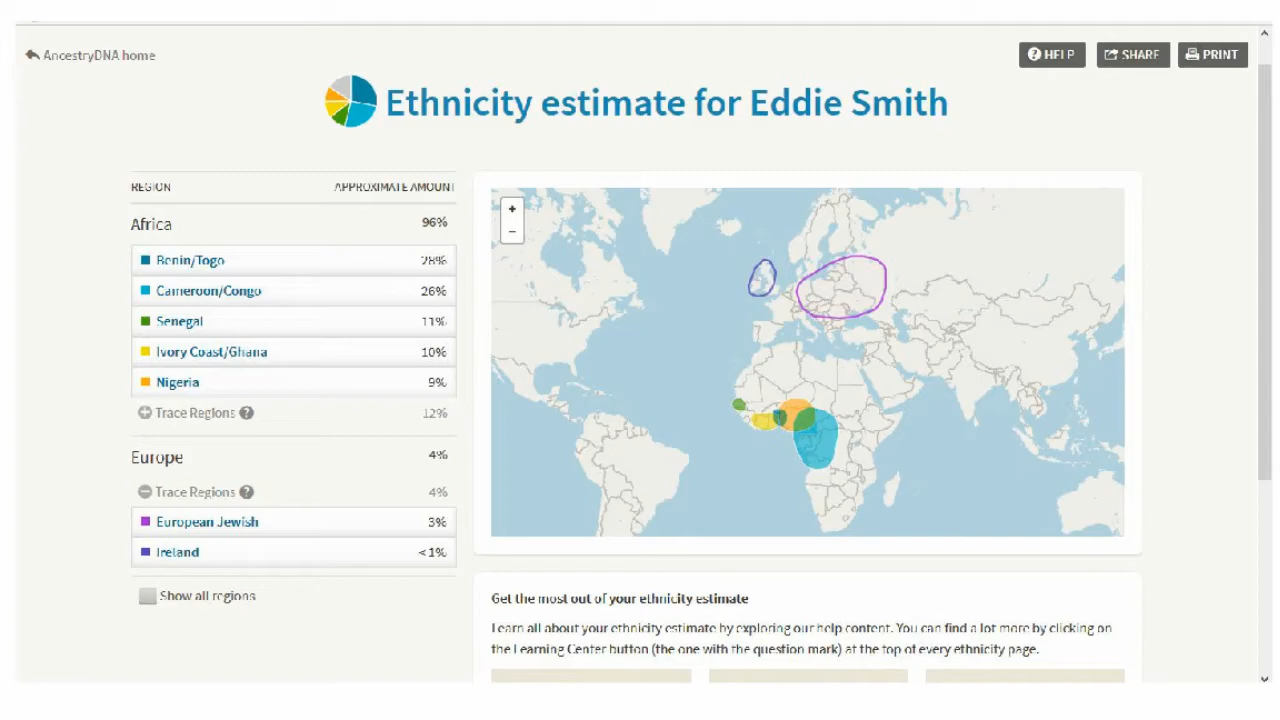 AncestryDNA home
HELP SHARE PRINT
Ethnicity estimate for Eddie Smith
REGION APPROXIMATE AMOUNT
Africa 96%
Benin/Togo 28%
Cameroon/Congo 26%
Senegal 11%
Ivory Coast/Ghana 10%
Nigeria 9%
Trace Regions ? 12%
Europe 4%
Trace Regions ? 4%
European Jewish 3%
Ireland <1%
Show all regions
+
−
Get the most out of your ethnicity estimate
Learn all about your ethnicity estimate by exploring our help content. You can find a lot more by clicking on
the Learning Center button (the one with the question mark) at the top of every ethnicity page.